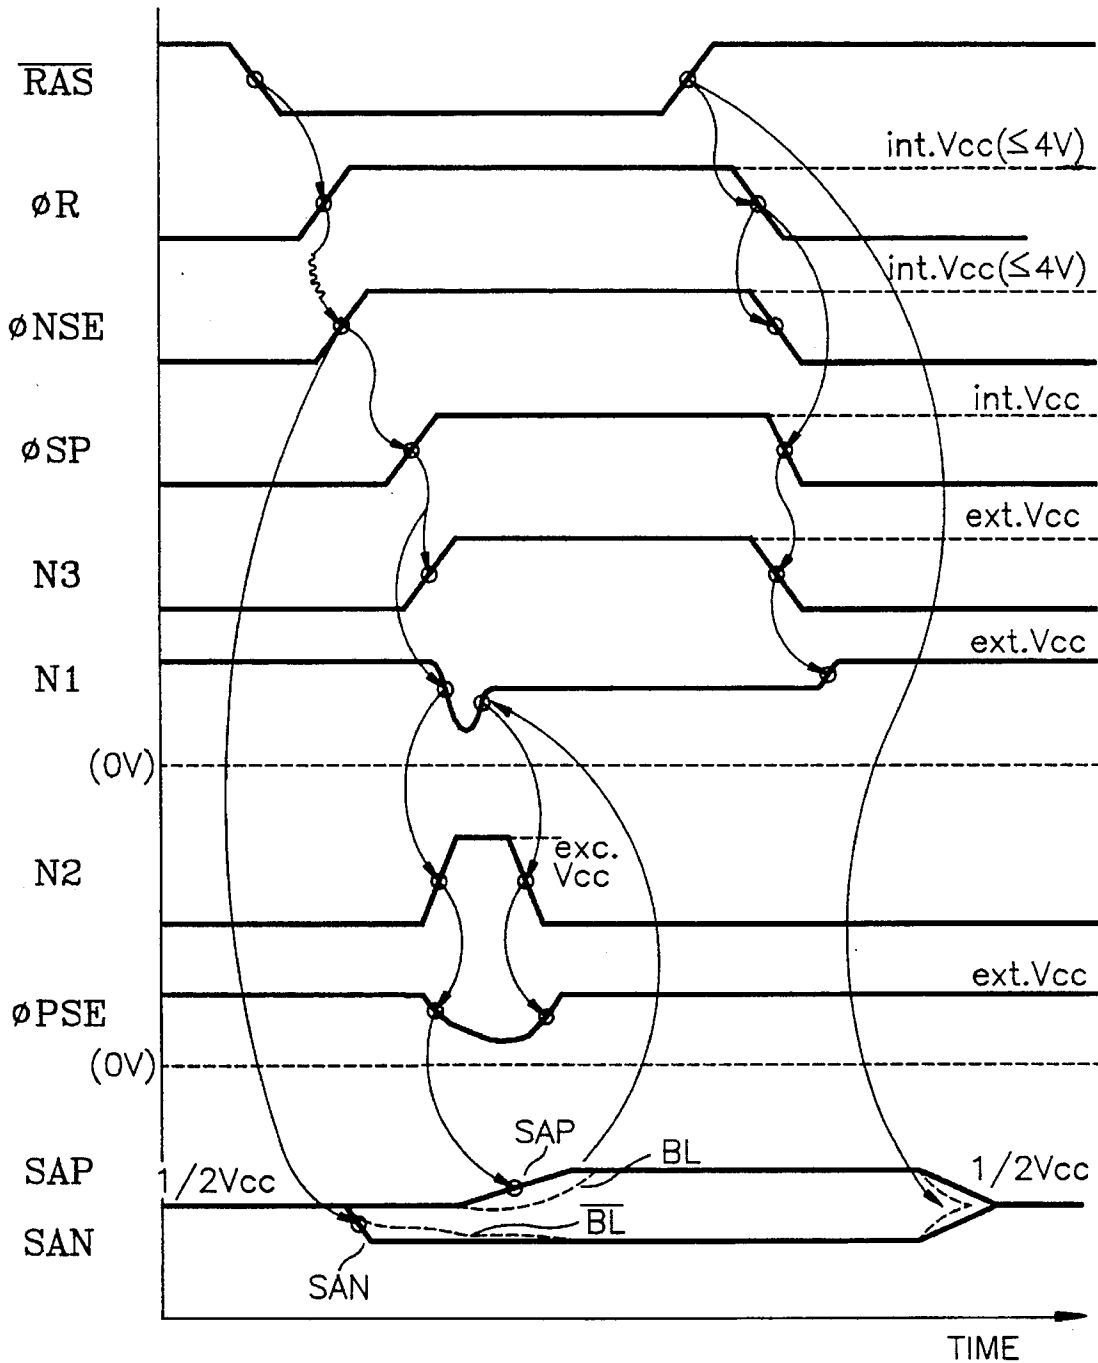 RAS
int.Vcc(≤4V)
øR
int.Vcc(≤4V)
øNSE
int.Vcc
øSP
ext.Vcc
N3
ext.Vcc
N1
(0V)
exc.
Vcc
N2
ext.Vcc
øPSE
(0V)
SAP
BL
SAP
1/2Vcc
1/2Vcc
BL
SAN
SAN
TIME